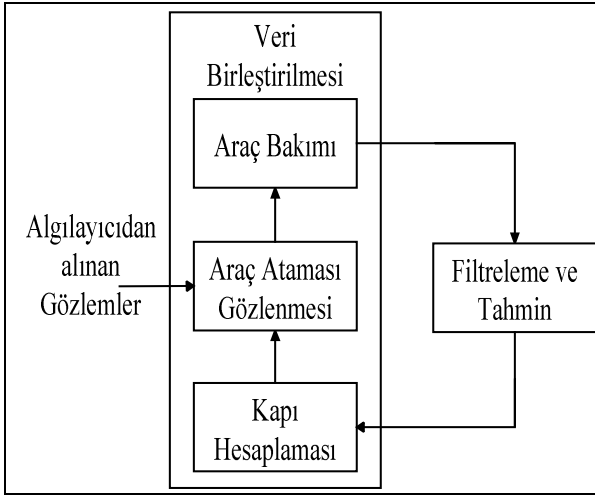 Veri
Birleştirilmesi
Araç Bakımı
Algılayıcıdan
alınan
Gözlemler
Araç Ataması
Gözlenmesi
Filtreleme ve
Tahmin
Kapı
Hesaplaması